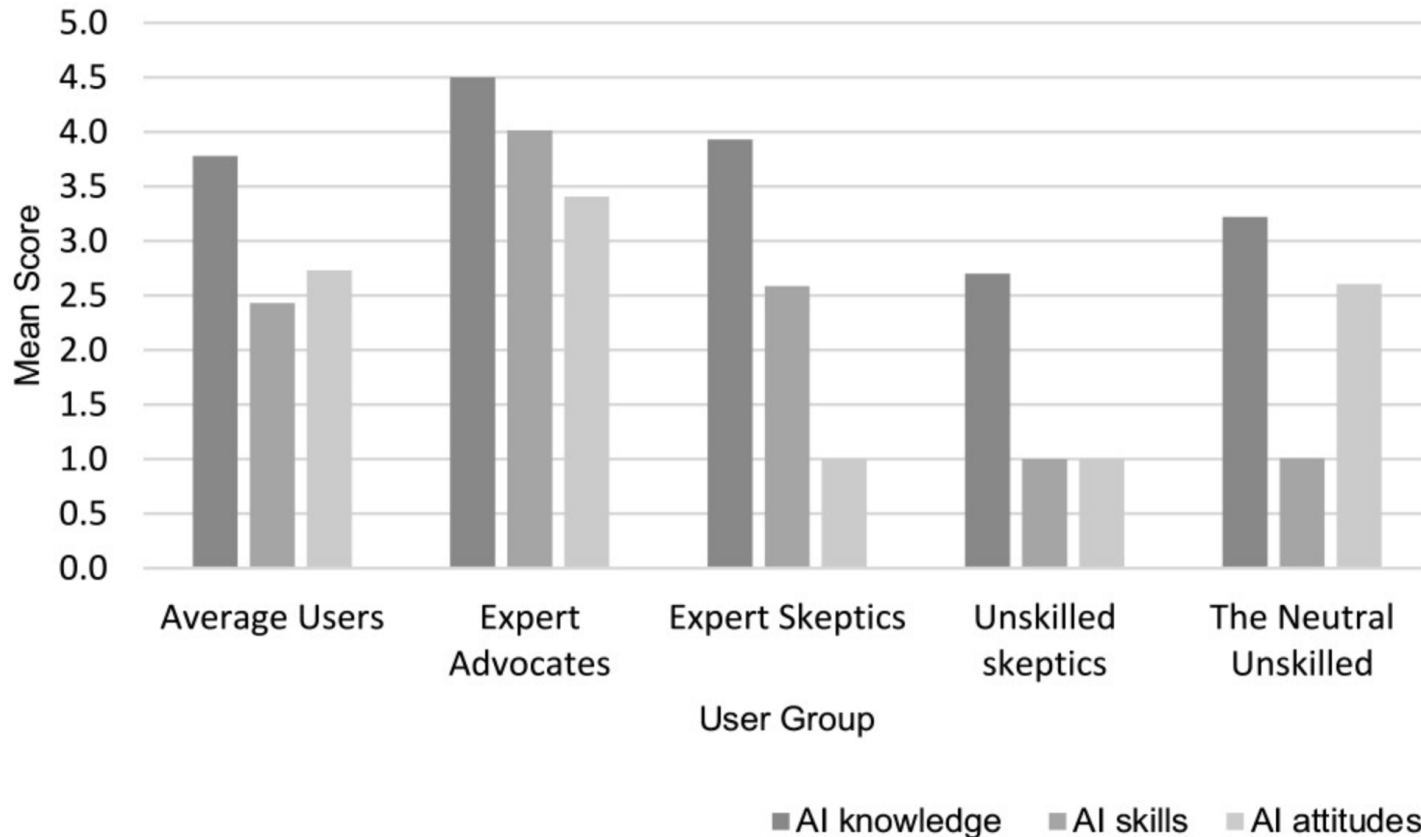 5.0
4.5
4.0
3.5
3.0
2.5
2.0
1.5
1.0
0.5
0.0
Mean Score
Average Users
Expert
Advocates
Expert Skeptics
Unskilled
skeptics
The Neutral
Unskilled
User Group
AI knowledge
AI skills
AI attitudes